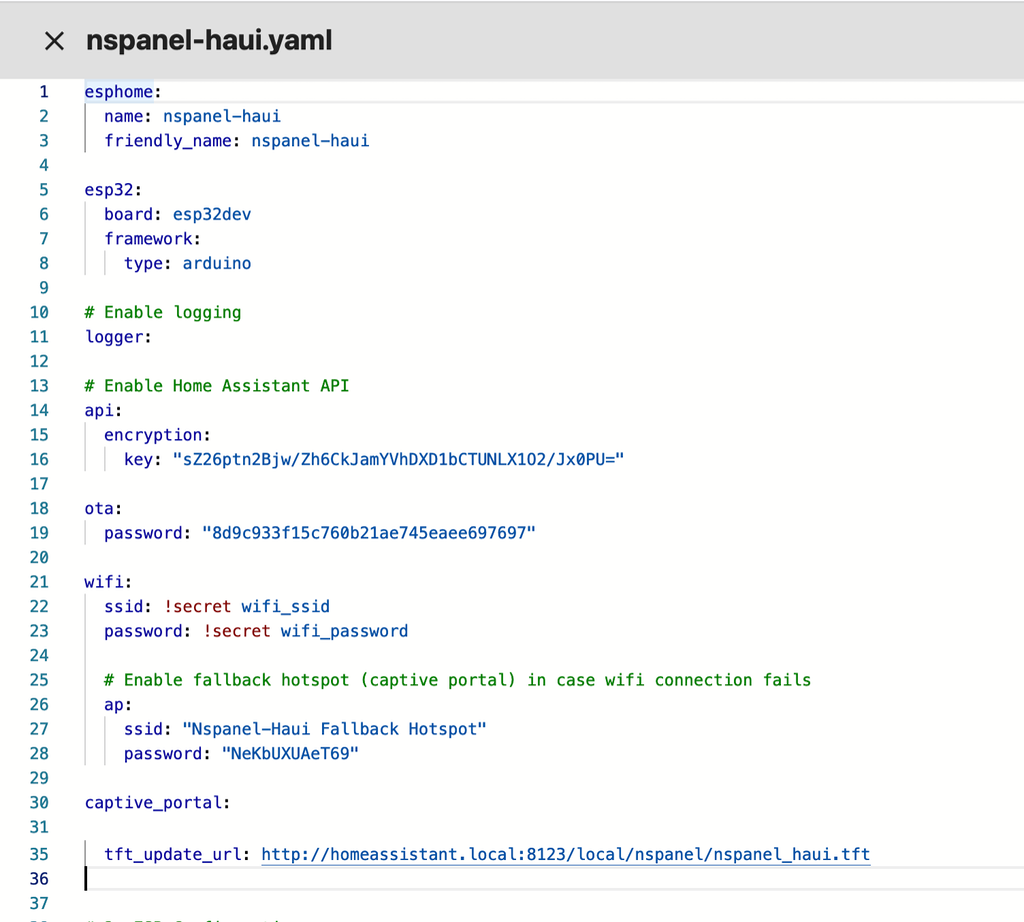 nspanel-haui.yaml
1 esphome:
2 name: nspanel-haui
3 friendly_name: nspanel-haui
4
5 esp32:
6 board: esp32dev
7 framework:
8 type: arduino
9
10 # Enable logging
11 logger:
12
13 # Enable Home Assistant API
14 api:
15 encryption:
16 key: "sZ26ptn2Bjw/Zh6CkJamYVhDXD1bCTUNLX1O2/Jx0PU="
17
18 ota:
19 password: "8d9c933f15c760b21ae745eaee697697"
20
21 wifi:
22 ssid: !secret wifi_ssid
23 password: !secret wifi_password
24
25 # Enable fallback hotspot (captive portal) in case wifi connection fails
26 ap:
27 ssid: "Nspanel-Haui Fallback Hotspot"
28 password: "NeKbUXUAeT69"
29
30 captive_portal:
31
35 tft_update_url: http://homeassistant.local:8123/local/nspanel/nspanel_haui.tft
36
37